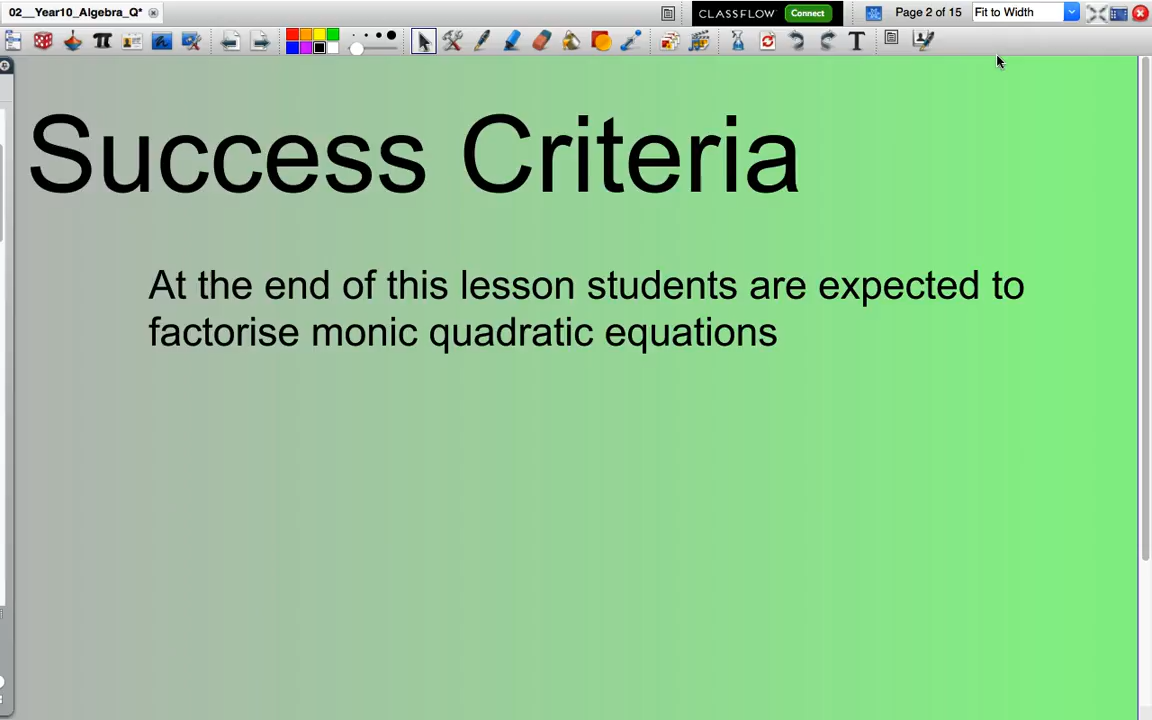 02__Year10_Algebra_Q*
CLASSFLOW Connect
Page 2 of 15
Fit to Width
Success Criteria
At the end of this lesson students are expected to
factorise monic quadratic equations